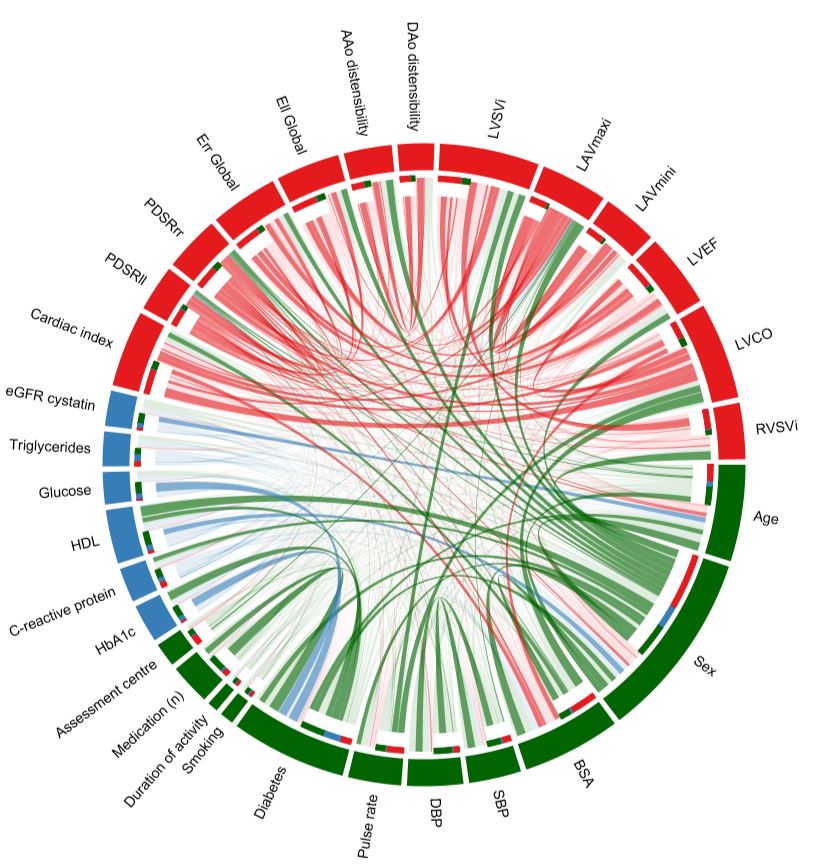 DAo distensibility
LVSVi
LAVmaxi
LAVmini
LVEF
LVCO
RVSVi
Age
Sex
BSA
SBP
DBP
Pulse rate
Diabetes
Smoking
Duration of activity
Medication (n)
Assessment centre
HbA1c
C-reactive protein
HDL
Glucose
Triglycerides
eGFR cystatin
Cardiac index
PDSRll
PDSRrr
Err Global
Ell Global
AAo distensibility